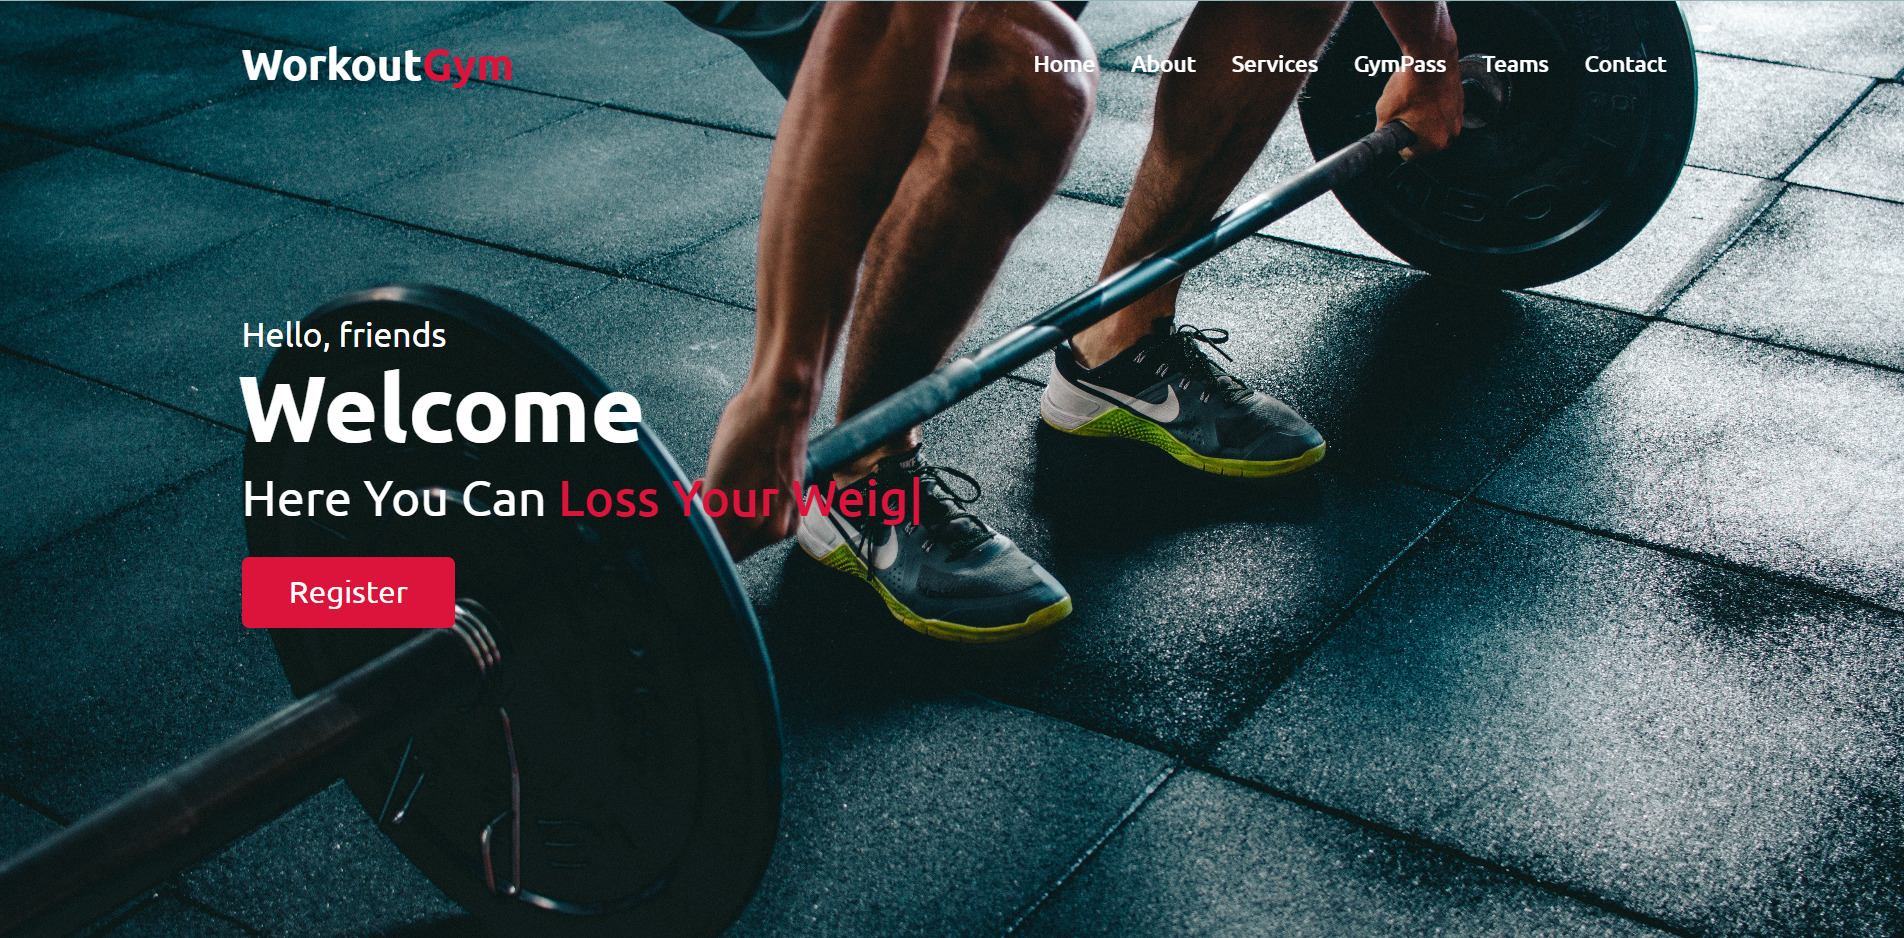 WorkoutGym
Home About Services GymPass Teams Contact
Hello, friends
Welcome
Here You Can Loss Your Weig|
Register